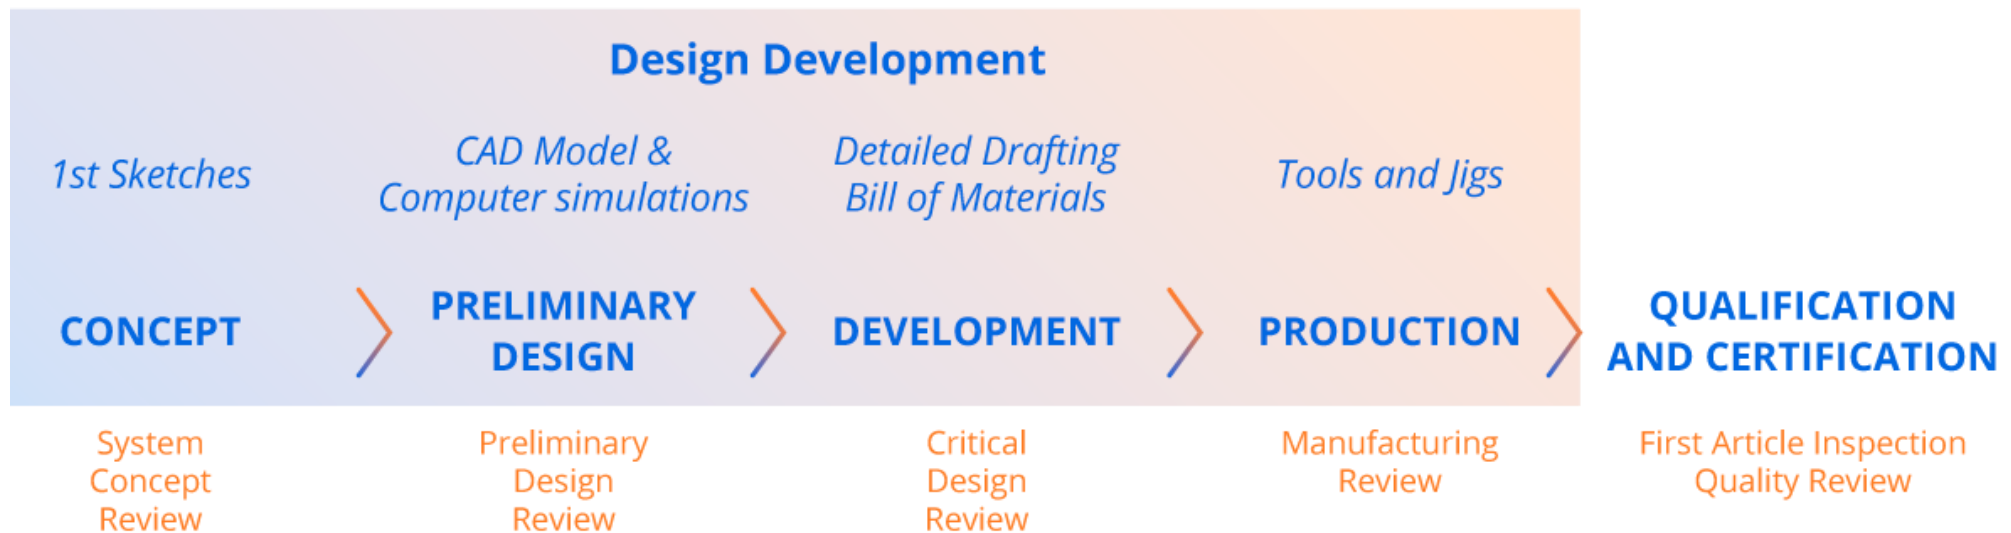 Design Development
1st Sketches
CAD Model &
Computer simulations
Detailed Drafting
Bill of Materials
Tools and Jigs
CONCEPT
PRELIMINARY
DESIGN
DEVELOPMENT
PRODUCTION
QUALIFICATION
AND CERTIFICATION
System
Concept
Review
Preliminary
Design
Review
Critical
Design
Review
Manufacturing
Review
First Article Inspection
Quality Review